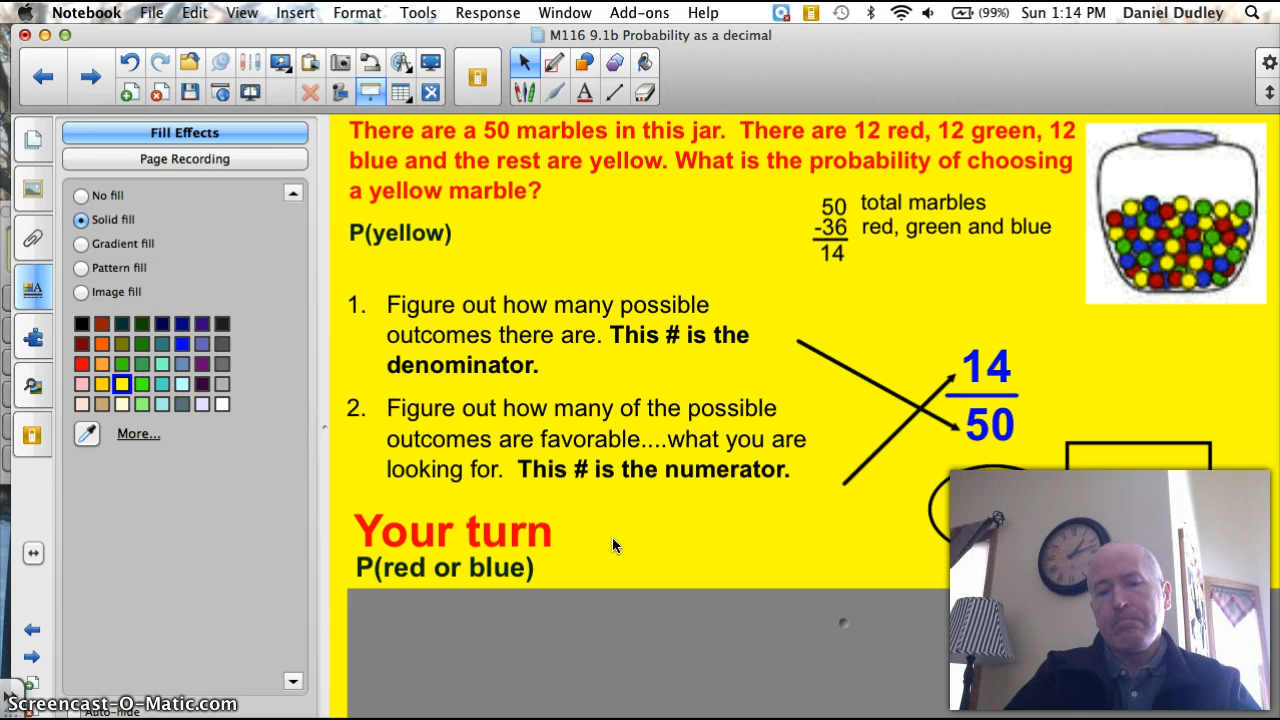 Notebook File Edit View Insert Format Tools Response Window Add-ons Help (99%) Sun 1:14 PM Daniel Dudley
M116 9.1b Probability as a decimal
Fill Effects
Page Recording
No fill
Solid fill
Gradient fill
Pattern fill
Image fill
More...
There are a 50 marbles in this jar. There are 12 red, 12 green, 12
blue and the rest are yellow. What is the probability of choosing
a yellow marble?
50 total marbles
-36 red, green and blue
14
P(yellow)
1. Figure out how many possible
outcomes there are. This # is the
denominator.
2. Figure out how many of the possible
outcomes are favorable....what you are
looking for. This # is the numerator.
14
50
Your turn
P(red or blue)
Screencast-O-Matic.com
Auto-hide